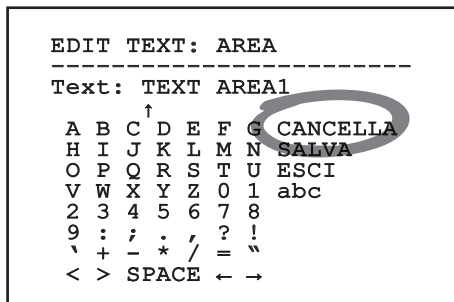 EDIT TEXT: AREA
-------------------------
Text: TEXT AREA1
↑
A B C D E F G CANCELLA
H I J K L M N SALVA
O P Q R S T U ESCI
V W X Y Z 0 1 abc
2 3 4 5 6 7 8
9 : ; . , ? !
‘ + - * / = ‟
< > SPACE ← →